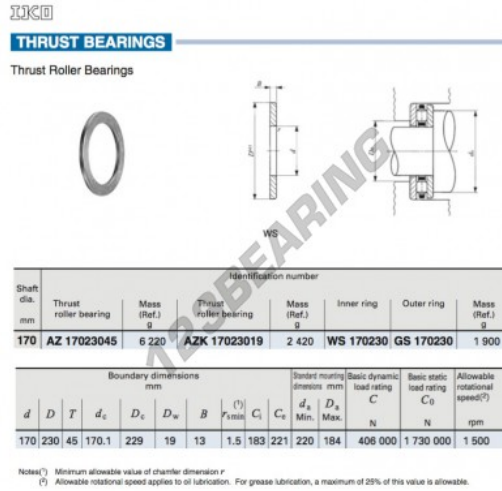 IKO
THRUST BEARINGS
Thrust Roller Bearings
B
r
d
WS
123BEARING
Identification number
Shaft dia. mm | Thrust roller bearing | Mass (Ref.) g | Thrust roller bearing | Mass (Ref.) g | Inner ring | Outer ring | Mass (Ref.) g
170 | AZ 17023045 | 6 220 | AZK 17023019 | 2 420 | WS 170230 | GS 170230 | 1 900
Boundary dimensions mm | Standard mounting dimensions mm | Basic dynamic load rating C N | Basic static load rating C0 N | Allowable rotational speed(2) rpm
d | D | T | dc | Dc | Dw | B | rs min(1) | Ci | Ce | da Min. | Da Max.
170 | 230 | 45 | 170.1 | 229 | 19 | 13 | 1.5 | 183 | 221 | 220 | 184 | 406 000 | 1 730 000 | 1 500
Notes(1) Minimum allowable value of chamfer dimension r
(2) Allowable rotational speed applies to oil lubrication. For grease lubrication, a maximum of 25% of this value is allowable.